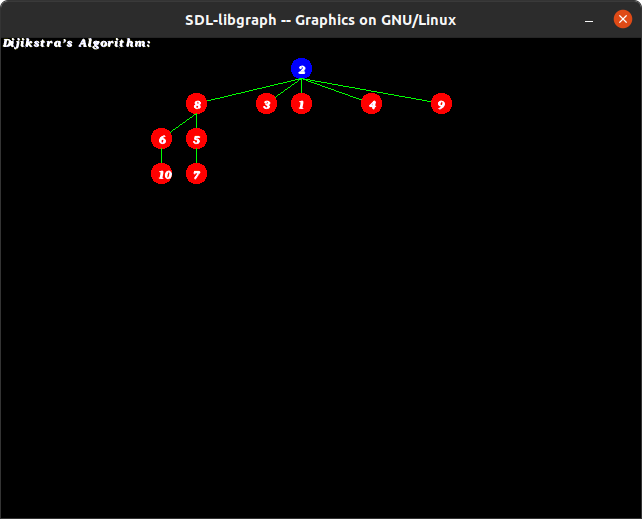 SDL-libgraph -- Graphics on GNU/Linux
Dijikstra's Algorithm:
2
8 3 1 4 9
6 5
10 7